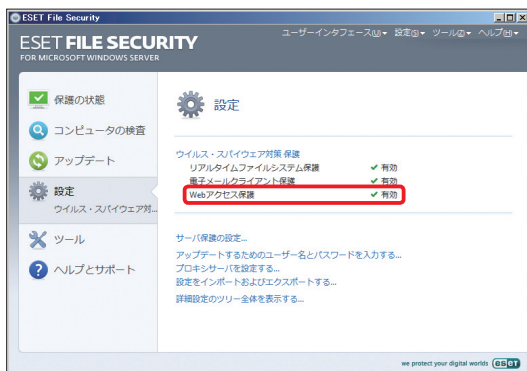 ESET File Security
ESET FILE SECURITY
FOR MICROSOFT WINDOWS SERVER
ユーザーインタフェース(U)▾ 設定(S)▾ ツール(Z)▾ ヘルプ(H)▾
保護の状態
コンピュータの検査
アップデート
設定
ウイルス・スパイウェア対...
ツール
ヘルプとサポート
設定
ウイルス・スパイウェア対策 保護
リアルタイムファイルシステム保護 ✔ 有効
電子メールクライアント保護 ✔ 有効
Webアクセス保護 ✔ 有効
サーバ保護の設定...
アップデートするためのユーザー名とパスワードを入力する...
プロキシサーバを設定する...
設定をインポートおよびエクスポートする...
詳細設定のツリー全体を表示する...
we protect your digital worlds eset